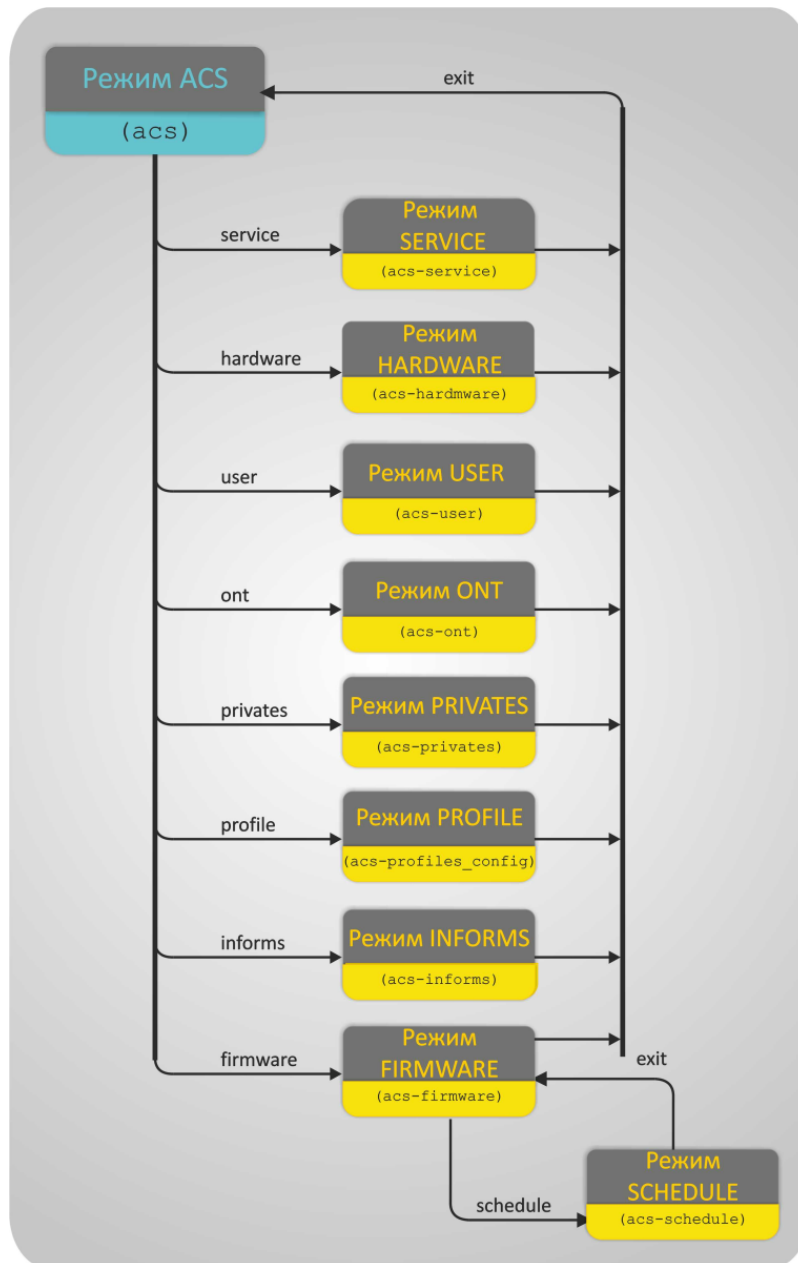 Режим ACS
exit
(acs)
Режим
SERVICE
service
(acs-service)
Режим
HARDWARE
hardware
(acs-hardmware)
Режим USER
user
(acs-user)
Режим ONT
ont
(acs-ont)
privates
Режим PRIVATES
(acs-privates)
profile
Режим PROFILE
(acs-profiles_config)
informs
Режим INFORMS
(acs-informs)
Режим
FIRMWARE
firmware
(acs-firmware)
exit
Режим
SCHEDULE
schedule
(acs-schedule)